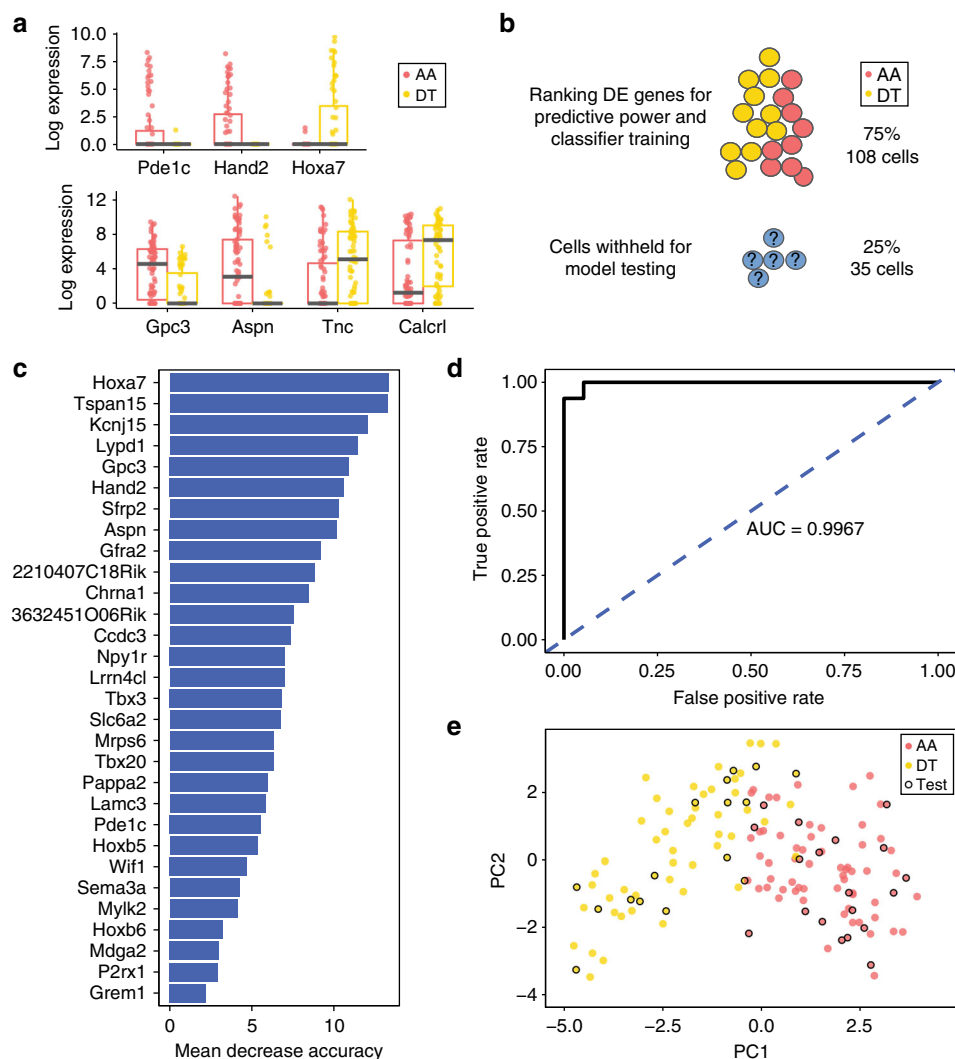 a
Log expression
10.0
7.5
5.0
2.5
0.0
Pde1c Hand2 Hoxa7
AA
DT
Log expression
12
8
4
0
Gpc3 Aspn Tnc Calcrl
b
Ranking DE genes for
predictive power and
classifier training
AA
DT
75%
108 cells
Cells withheld for
model testing
?
? ? ?
?
25%
35 cells
c
Hoxa7
Tspan15
Kcnj15
Lypd1
Gpc3
Hand2
Sfrp2
Aspn
Gfra2
2210407C18Rik
Chrna1
3632451O06Rik
Ccdc3
Npy1r
Lrrn4cl
Tbx3
Slc6a2
Mrps6
Tbx20
Pappa2
Lamc3
Pde1c
Hoxb5
Wif1
Sema3a
Mylk2
Hoxb6
Mdga2
P2rx1
Grem1
0 5 10
Mean decrease accuracy
d
True positive rate
1.00
0.75
0.50
0.25
0.00
AUC = 0.9967
0.00 0.25 0.50 0.75 1.00
False positive rate
e
AA
DT
Test
PC2
2
0
−2
−4
−5.0 −2.5 0.0 2.5
PC1